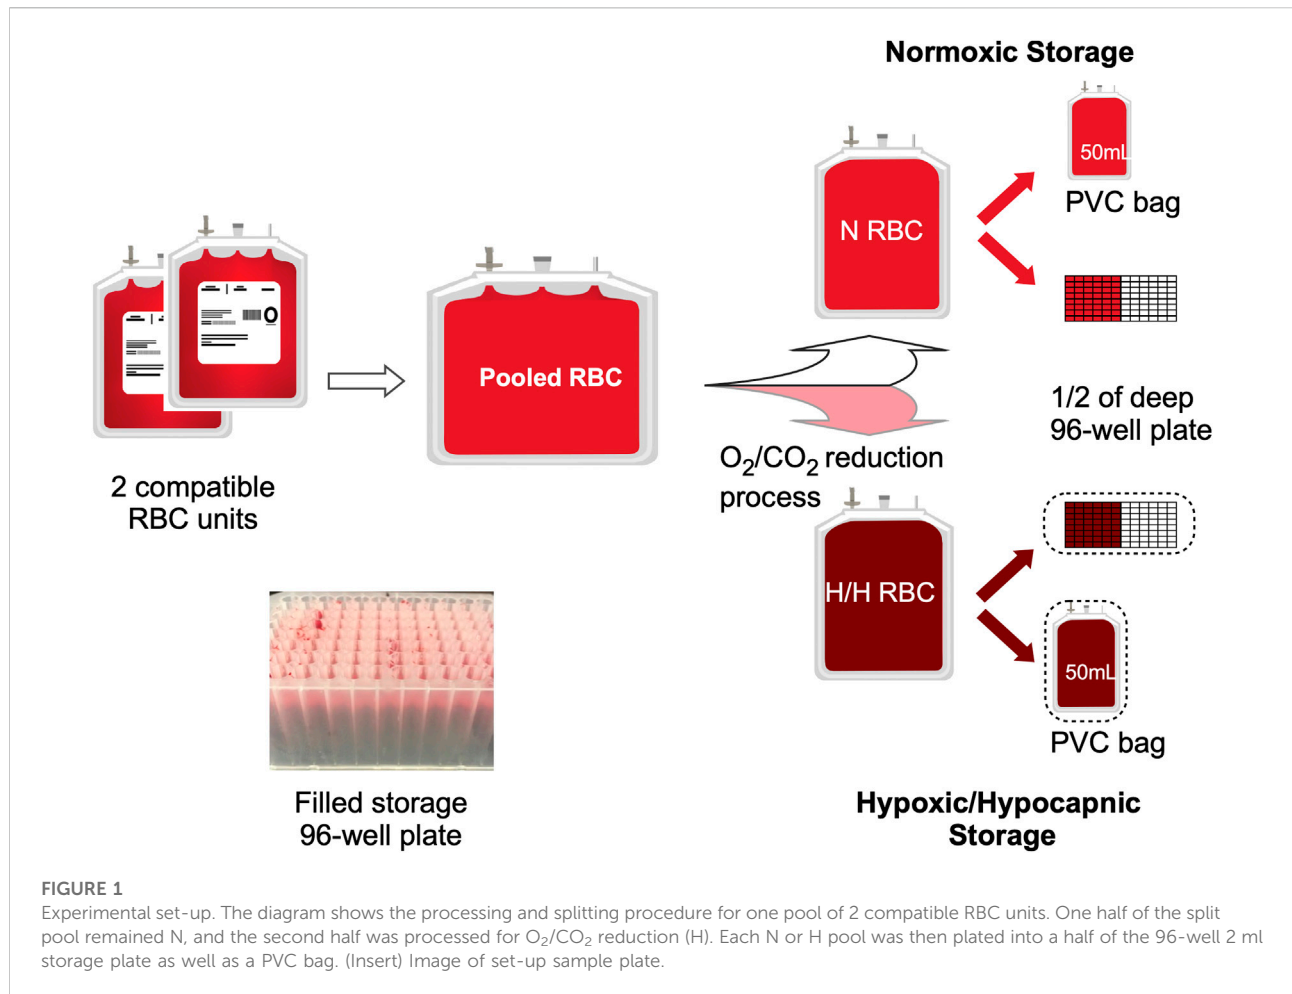 Normoxic Storage
50mL
PVC bag
N RBC
Pooled RBC
1/2 of deep
96-well plate
O₂/CO₂ reduction
process
2 compatible
RBC units
H/H RBC
50mL
PVC bag
Filled storage
96-well plate
Hypoxic/Hypocapnic
Storage
FIGURE 1
Experimental set-up. The diagram shows the processing and splitting procedure for one pool of 2 compatible RBC units. One half of the split
pool remained N, and the second half was processed for O₂/CO₂ reduction (H). Each N or H pool was then plated into a half of the 96-well 2 ml
storage plate as well as a PVC bag. (Insert) Image of set-up sample plate.